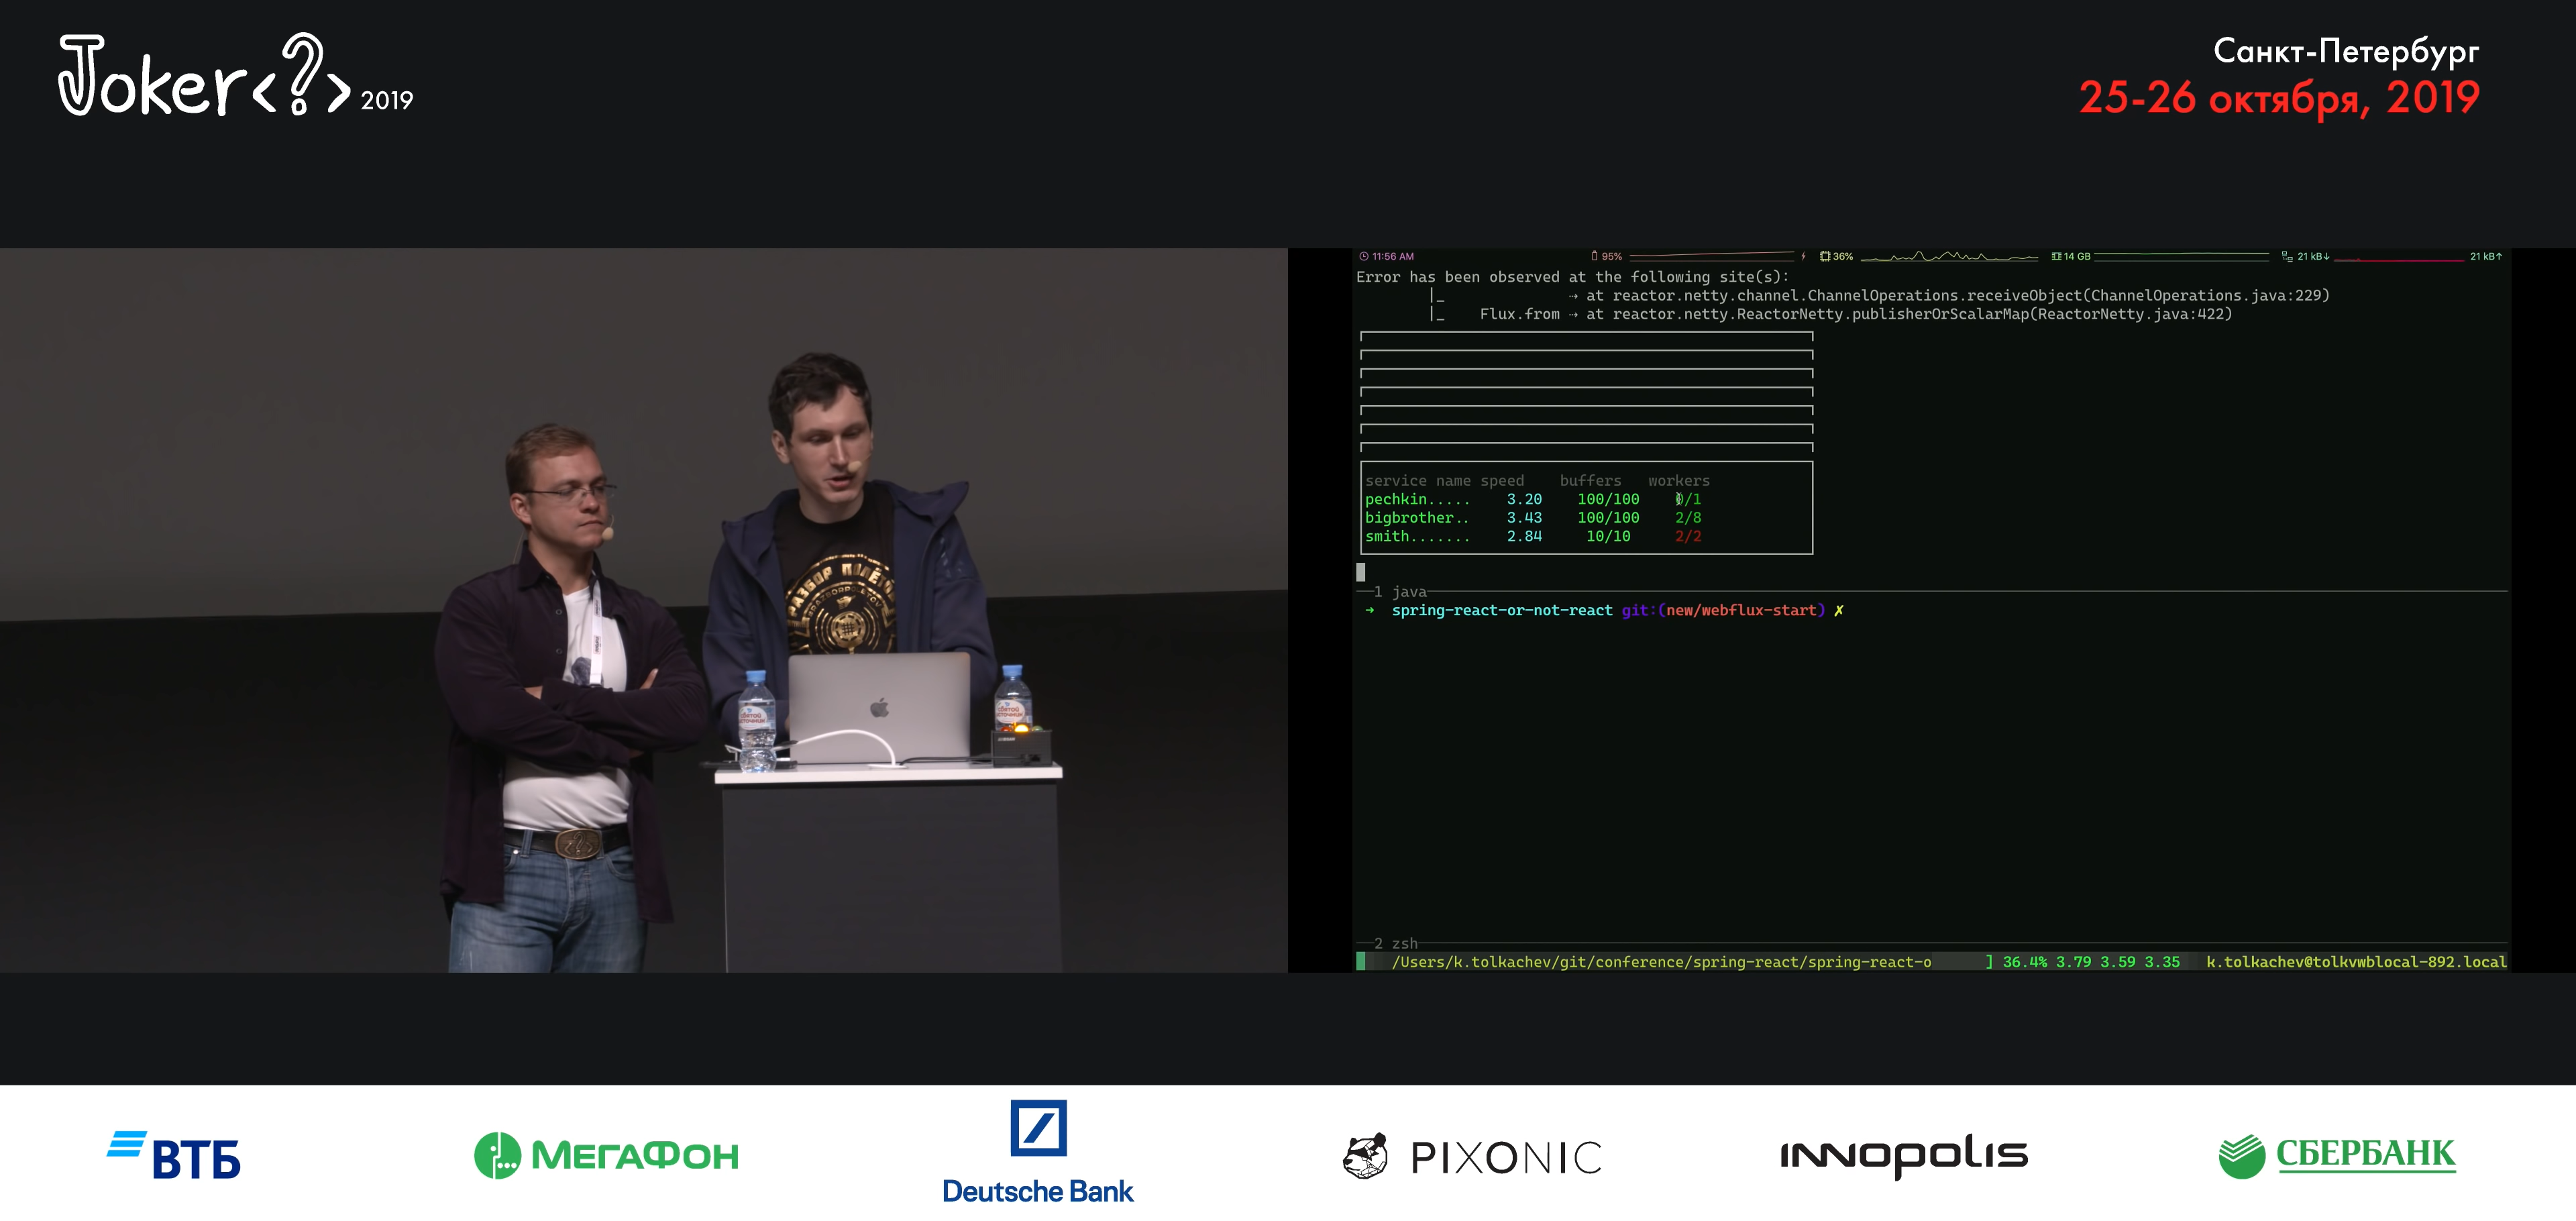 Joker<?> 2019
Санкт-Петербург
25-26 октября, 2019
11:56 AM 95% 36% 14 GB 21 kB↓ 21 kB↑
Error has been observed at the following site(s):
|_ ⇢ at reactor.netty.channel.ChannelOperations.receiveObject(ChannelOperations.java:229)
|_ Flux.from ⇢ at reactor.netty.ReactorNetty.publisherOrScalarMap(ReactorNetty.java:422)
service name speed buffers workers
pechkin..... 3.20 100/100 0/1
bigbrother.. 3.43 100/100 2/8
smith....... 2.84 10/10 2/2
1 java
➜ spring-react-or-not-react git:(new/webflux-start) ✗
2 zsh
/Users/k.tolkachev/git/conference/spring-react/spring-react-o ] 36.4% 3.79 3.59 3.35 k.tolkachev@tolkvwblocal-892.local
РАЗБОР ПОЛЁТ
ВТБ
МЕГАФОН
Deutsche Bank
PIXONIC
INNOPOLIS
СБЕРБАНК